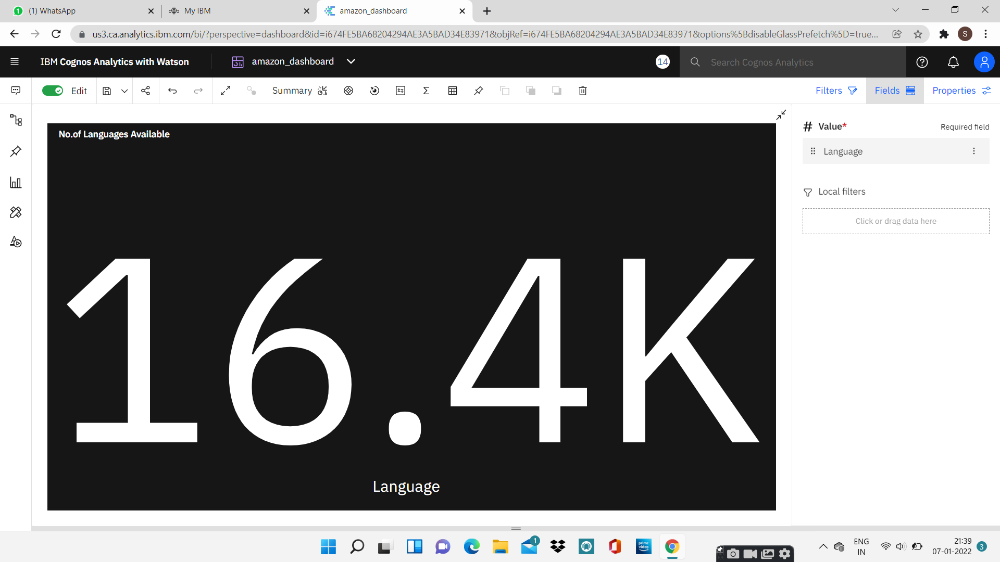 (1) WhatsApp
My IBM
amazon_dashboard
us3.ca.analytics.ibm.com/bi/?perspective=dashboard&id=i674FE5BA68204294AE3A5BAD34E83971&objRef=i674FE5BA68204294AE3A5BAD34E83971&options%5BdisableGlassPrefetch%5D=true...
S
IBM Cognos Analytics with Watson
amazon_dashboard
14
Search Cognos Analytics
Edit
Summary
Filters
Fields
Properties
No.of Languages Available
16.4K
Language
# Value*
Required field
Language
Local filters
Click or drag data here
1
prime video
ENG
IN
21:39
07-01-2022
3